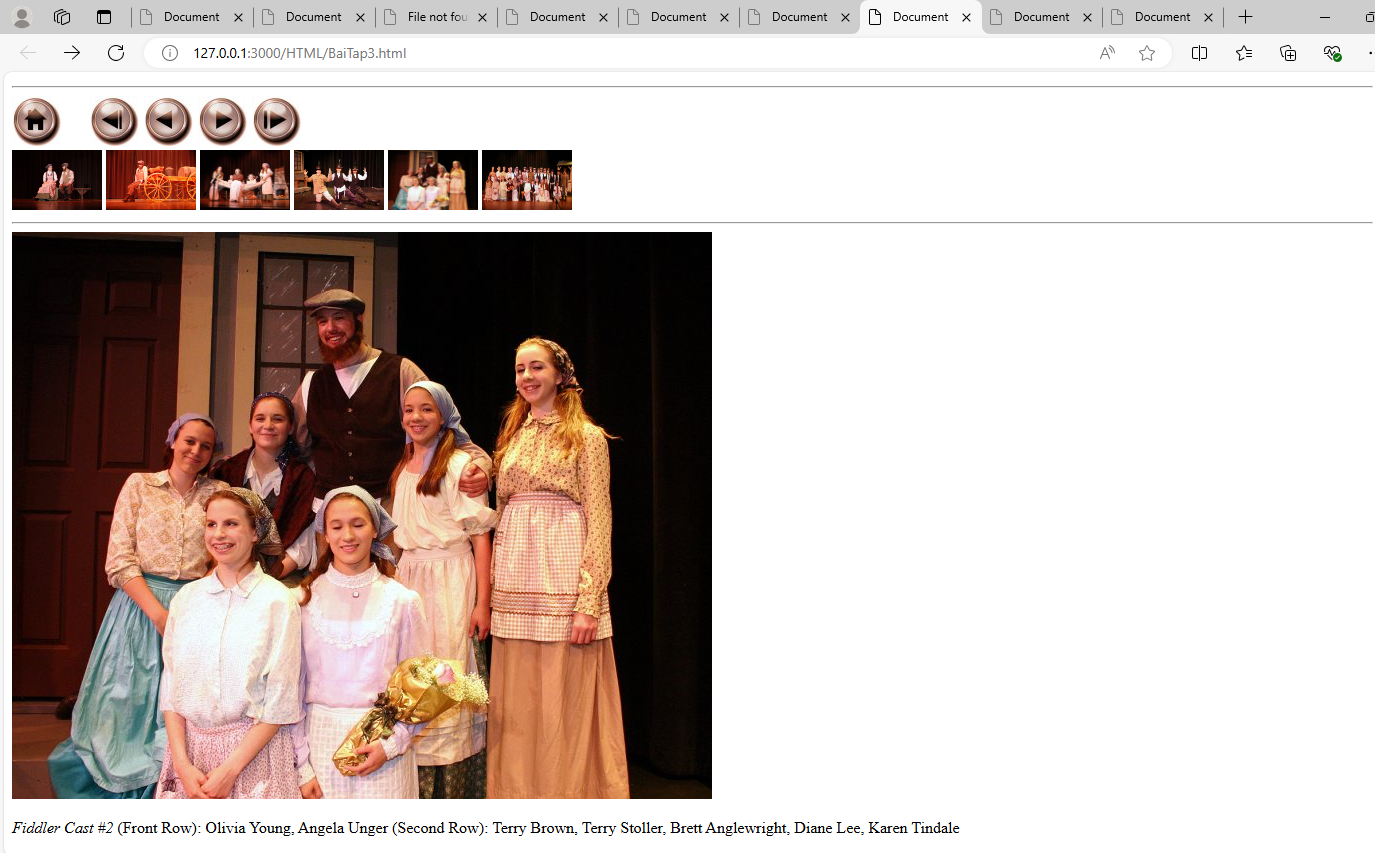 Document Document File not fou Document Document Document Document Document Document
127.0.0.1:3000/HTML/BaiTap3.html
Fiddler Cast #2 (Front Row): Olivia Young, Angela Unger (Second Row): Terry Brown, Terry Stoller, Brett Anglewright, Diane Lee, Karen Tindale